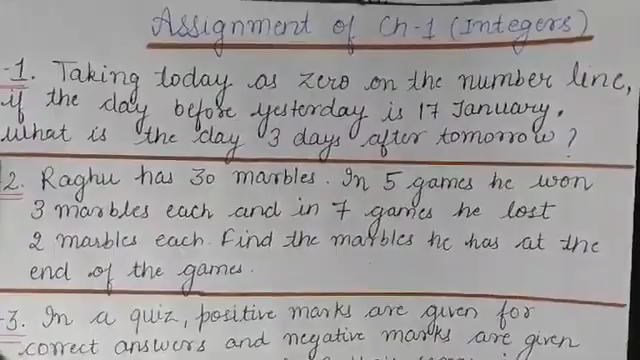 Assignment of Ch-1 (Integers)
-1. Taking today as zero on the number line,
if the day before yesterday is 17 January.
What is the day 3 days after tomorrow?
2. Raghu has 30 marbles. In 5 games he won
3 marbles each and in 7 games he lost
2 marbles each. Find the marbles he has at the
end of the games.
-3. In a quiz, positive marks are given for
correct answers and negative marks are given